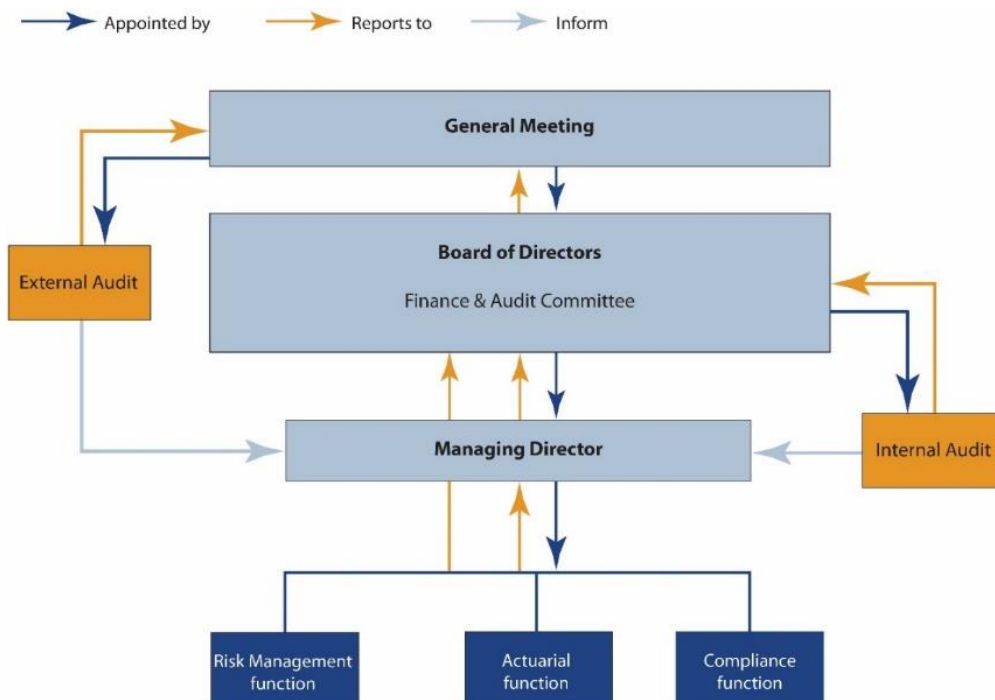 Appointed by
Reports to
Inform
General Meeting
Board of Directors
Finance & Audit Committee
External Audit
Managing Director
Internal Audit
Risk Management
function
Actuarial
function
Compliance
function